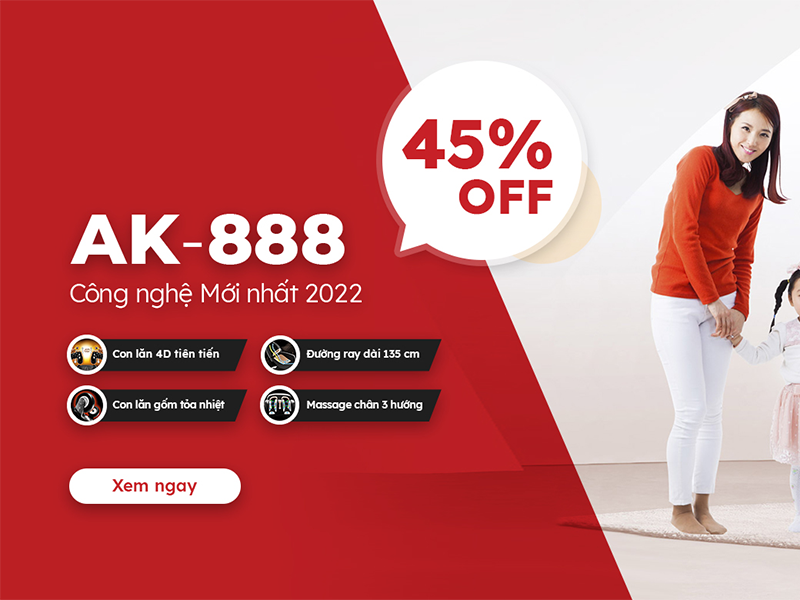 45%
OFF
AK-888
Công nghệ Mới nhất 2022
Con lăn 4D tiên tiến
Đường ray dài 135 cm
Con lăn gốm tỏa nhiệt
Massage chân 3 hướng
Xem ngay